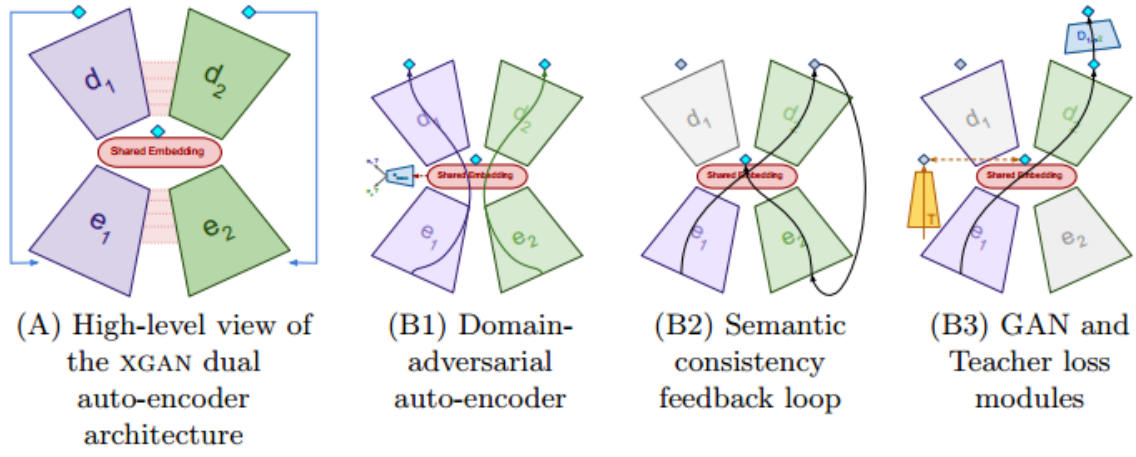 d₁
d₂
Shared Embedding
e₁
e₂
(A) High-level view of
the XGAN dual
auto-encoder
architecture
d₁
d₂
Shared Embedding
e₁
e₂
(B1) Domain-
adversarial
auto-encoder
d₁
d₂
Shared Embedding
e₁
e₂
(B2) Semantic
consistency
feedback loop
d₁
Shared Embedding
T
e₁
e₂
(B3) GAN and
Teacher loss
modules